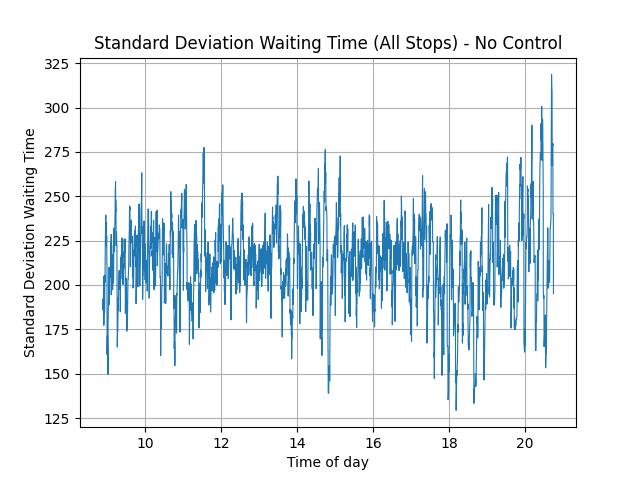 Standard Deviation Waiting Time (All Stops) - No Control
325
300
275
250
225
200
175
150
125
Standard Deviation Waiting Time
10 12 14 16 18 20
Time of day